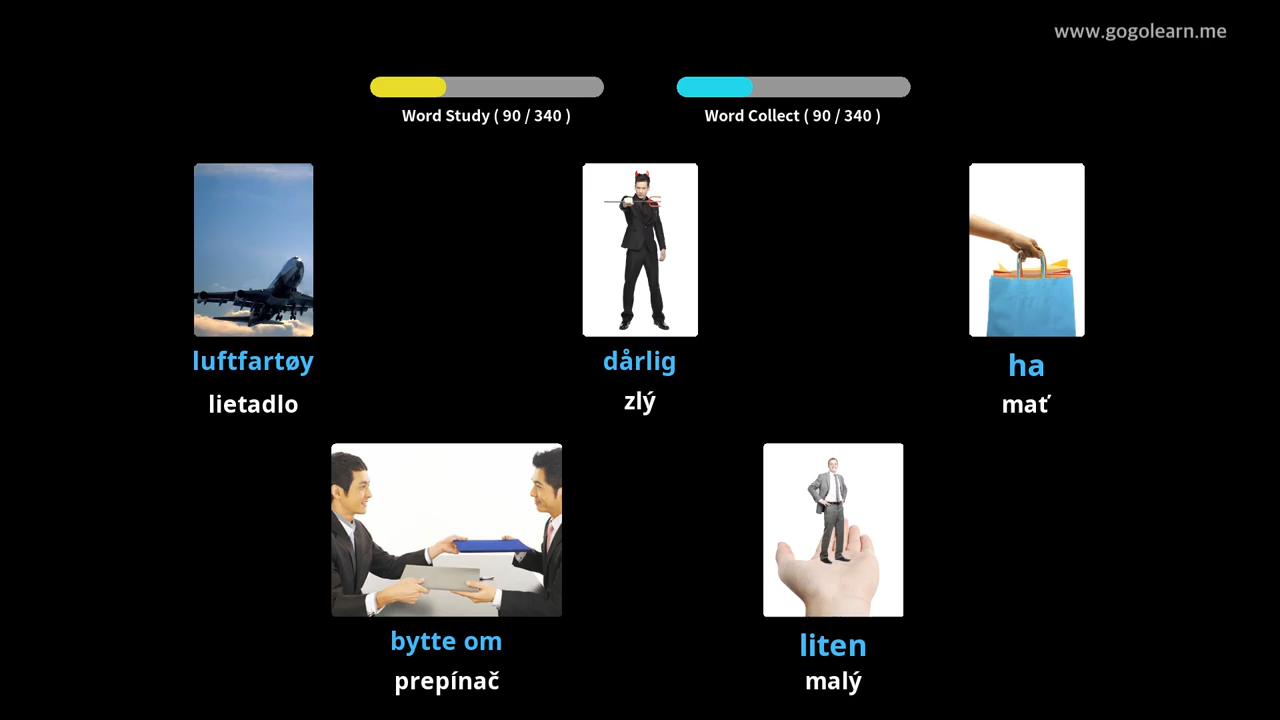 www.gogolearn.me
Word Study ( 90 / 340 )
Word Collect ( 90 / 340 )
luftfartøy
lietadlo
dårlig
zlý
ha
mať
bytte om
prepínač
liten
malý